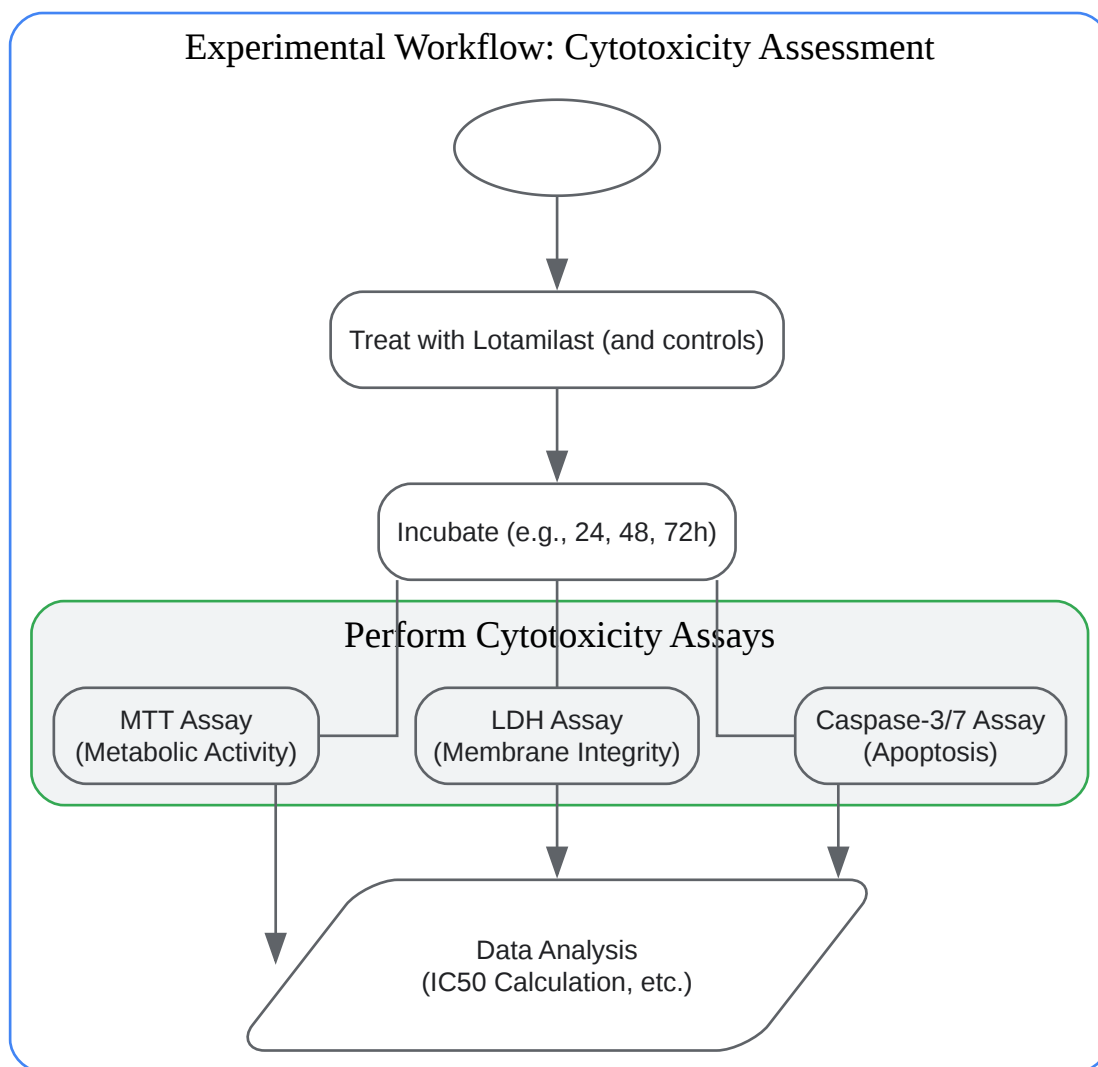 Experimental Workflow: Cytotoxicity Assessment
Treat with Lotamilast (and controls)
Incubate (e.g., 24, 48, 72h)
Perform Cytotoxicity Assays
MTT Assay
(Metabolic Activity)
LDH Assay
(Membrane Integrity)
Caspase-3/7 Assay
(Apoptosis)
Data Analysis
(IC50 Calculation, etc.)